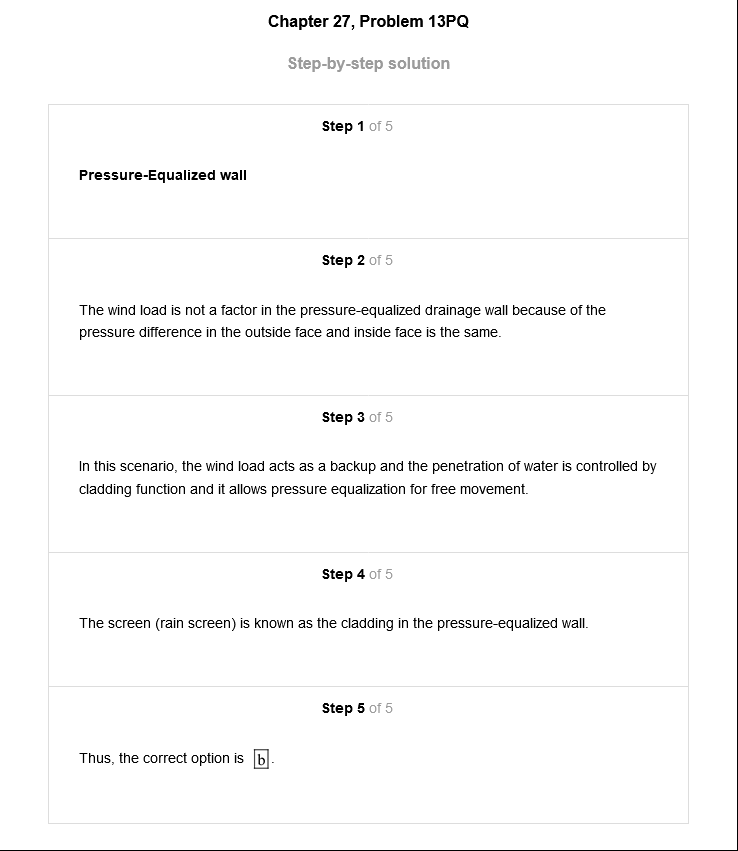 Chapter 27, Problem 13PQ
Step-by-step solution
Step 1 of 5
Pressure-Equalized wall
Step 2 of 5
The wind load is not a factor in the pressure-equalized drainage wall because of the
pressure difference in the outside face and inside face is the same.
Step 3 of 5
In this scenario, the wind load acts as a backup and the penetration of water is controlled by
cladding function and it allows pressure equalization for free movement.
Step 4 of 5
The screen (rain screen) is known as the cladding in the pressure-equalized wall.
Step 5 of 5
Thus, the correct option is b.